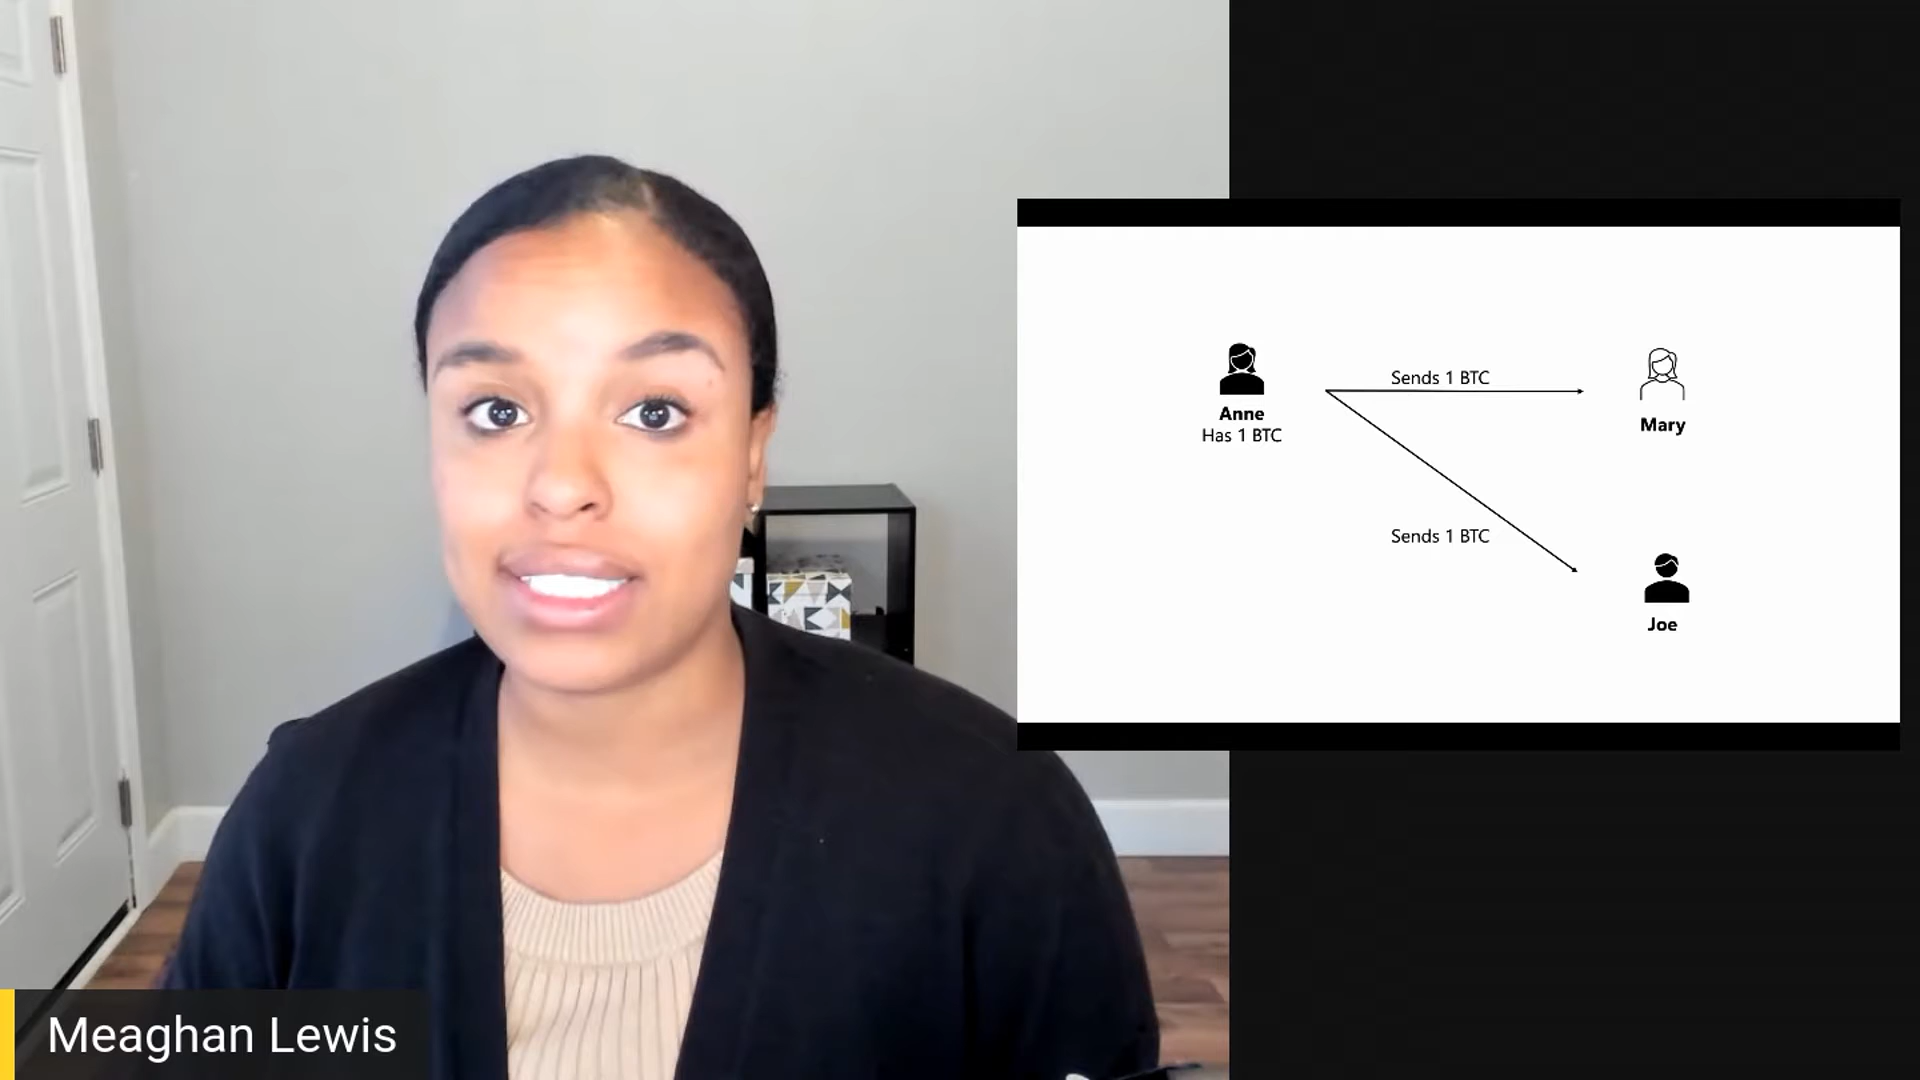 Sends 1 BTC
Anne
Has 1 BTC
Mary
Sends 1 BTC
Joe
Meaghan Lewis